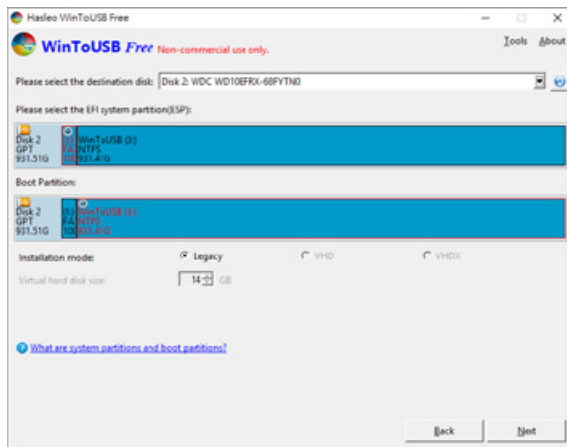 Hasleo WinToUSB Free
WinToUSB Free Non-commercial use only.
Tools About
Please select the destination disk: Disk 2: WDC WD10EFRX-68FYTN0
Please select the EFI system partition(ESP):
Disk 2
GPT
931.51G
WinToUSB (J:)
NTFS
931.41G
Boot Partition:
Disk 2
GPT
931.51G
FA
100
WinToUSB (J:)
NTFS
931.41G
Installation mode: Legacy VHD VHDX
Virtual hard disk size: 14 GB
What are system partitions and boot partitions?
Back Next